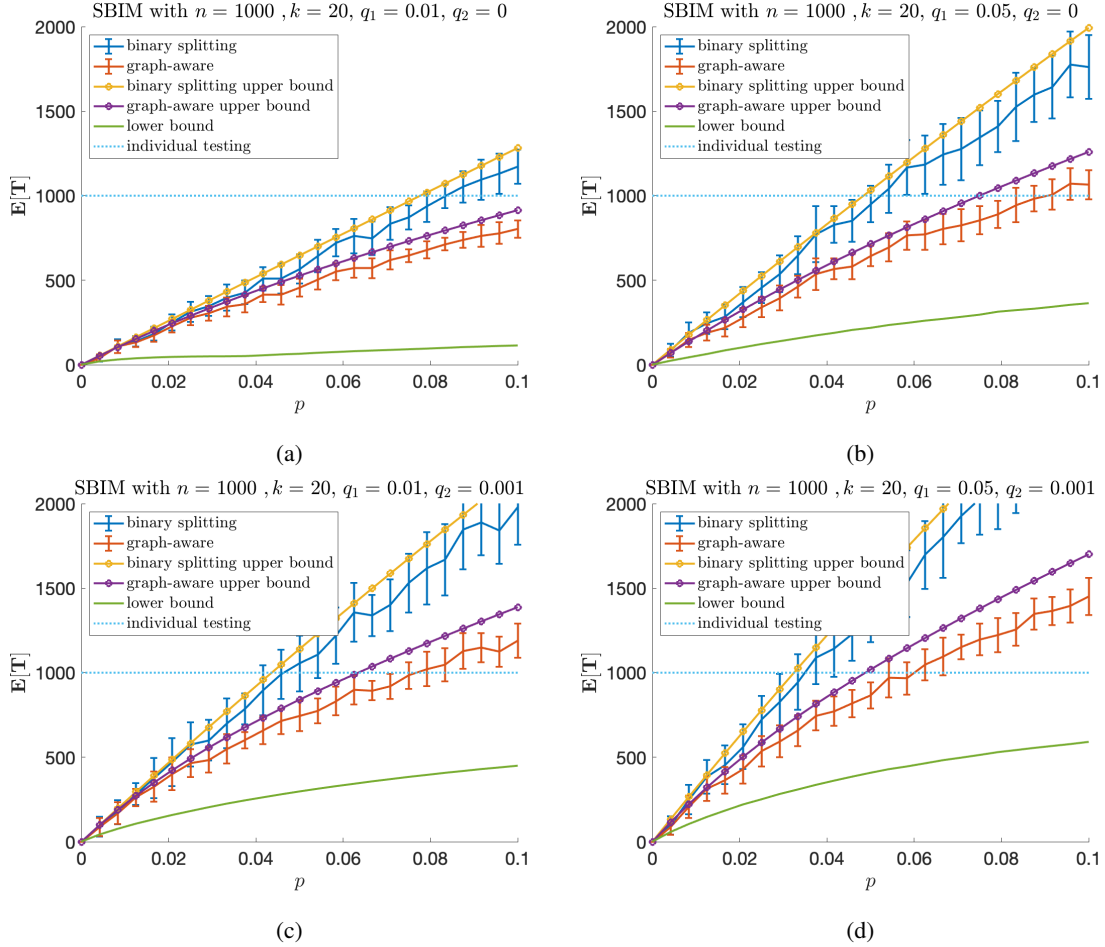 SBIM with n = 1000 , k = 20, q₁ = 0.01, q₂ = 0
2000
1500
1000
500
0
E[T]
binary splitting
graph-aware
binary splitting upper bound
graph-aware upper bound
lower bound
individual testing
0 0.02 0.04 0.06 0.08 0.1
p
(a)
SBIM with n = 1000 , k = 20, q₁ = 0.05, q₂ = 0
2000
1500
1000
500
0
E[T]
binary splitting
graph-aware
binary splitting upper bound
graph-aware upper bound
lower bound
individual testing
0 0.02 0.04 0.06 0.08 0.1
p
(b)
SBIM with n = 1000 , k = 20, q₁ = 0.01, q₂ = 0.001
2000
1500
1000
500
0
E[T]
binary splitting
graph-aware
binary splitting upper bound
graph-aware upper bound
lower bound
individual testing
0 0.02 0.04 0.06 0.08 0.1
p
(c)
SBIM with n = 1000 , k = 20, q₁ = 0.05, q₂ = 0.001
2000
1500
1000
500
0
E[T]
binary splitting
graph-aware
binary splitting upper bound
graph-aware upper bound
lower bound
individual testing
0 0.02 0.04 0.06 0.08 0.1
p
(d)